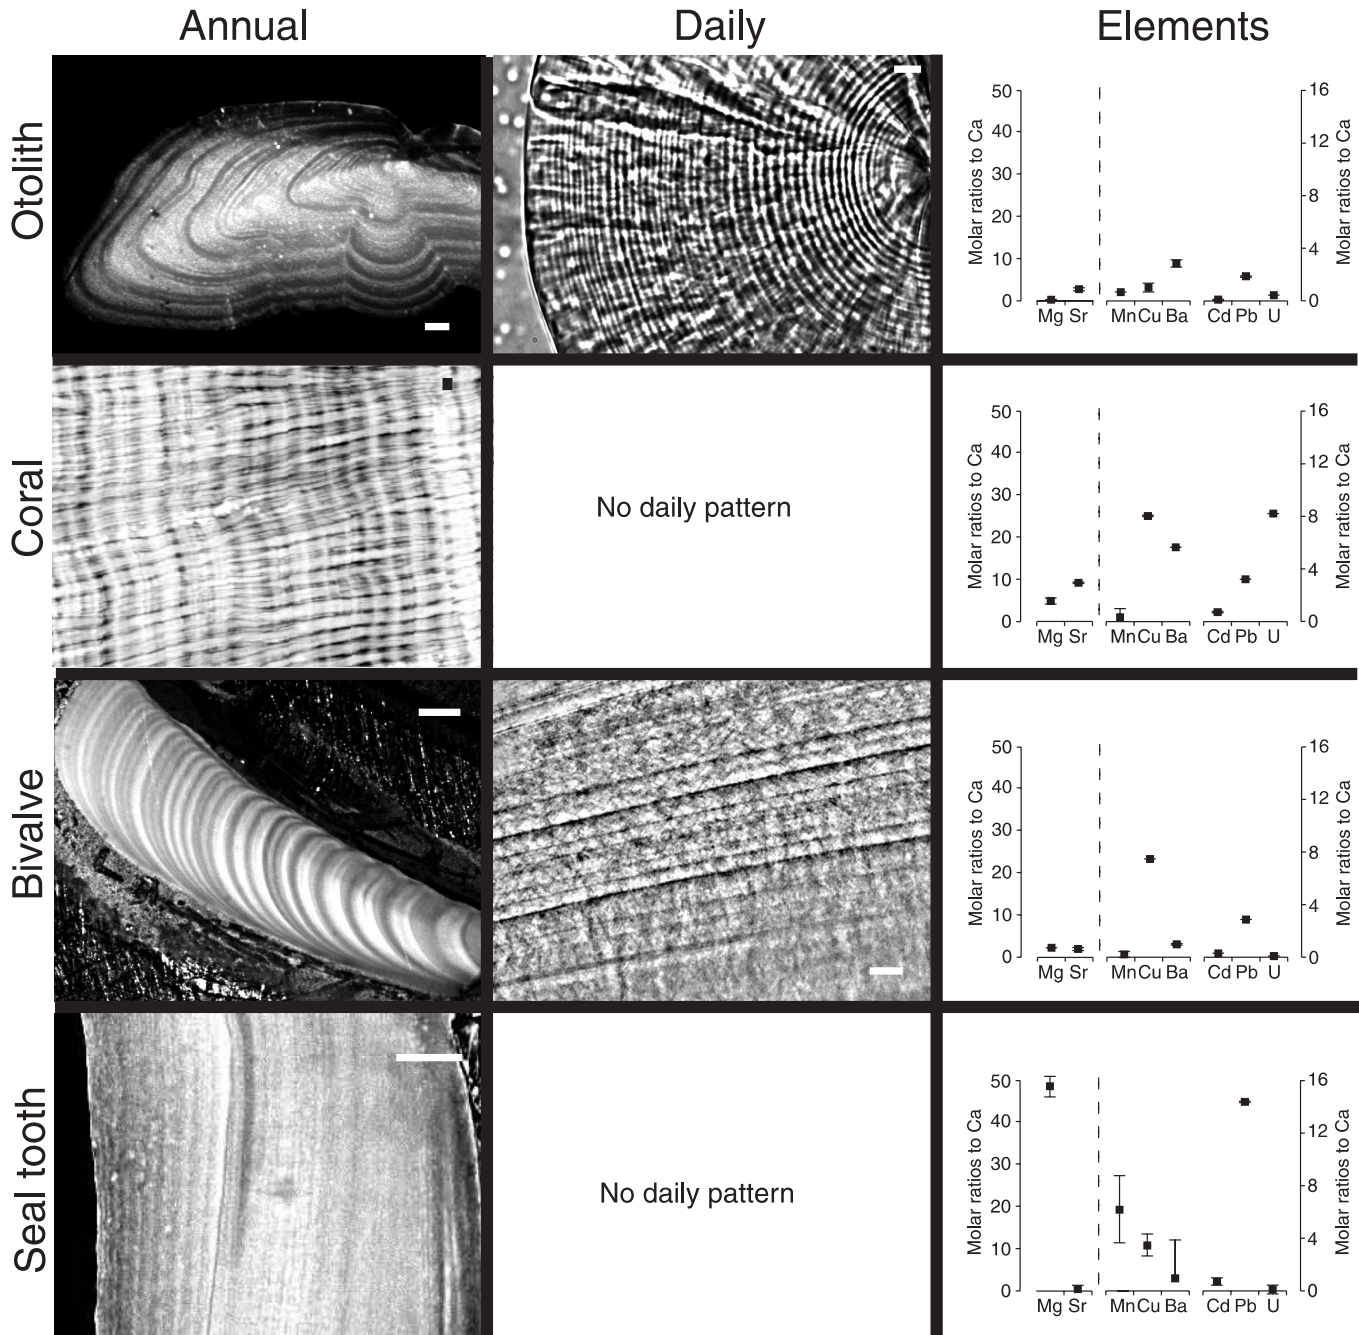 Annual Daily Elements
Otolith
Molar ratios to Ca
50
40
30
20
10
0
16
12
8
4
0
Molar ratios to Ca
Mg Sr Mn Cu Ba Cd Pb U
Coral
No daily pattern
Molar ratios to Ca
50
40
30
20
10
0
16
12
8
4
0
Molar ratios to Ca
Mg Sr Mn Cu Ba Cd Pb U
Bivalve
Molar ratios to Ca
50
40
30
20
10
0
16
12
8
4
0
Molar ratios to Ca
Mg Sr Mn Cu Ba Cd Pb U
Seal tooth
No daily pattern
Molar ratios to Ca
50
40
30
20
10
0
16
12
8
4
0
Molar ratios to Ca
Mg Sr Mn Cu Ba Cd Pb U